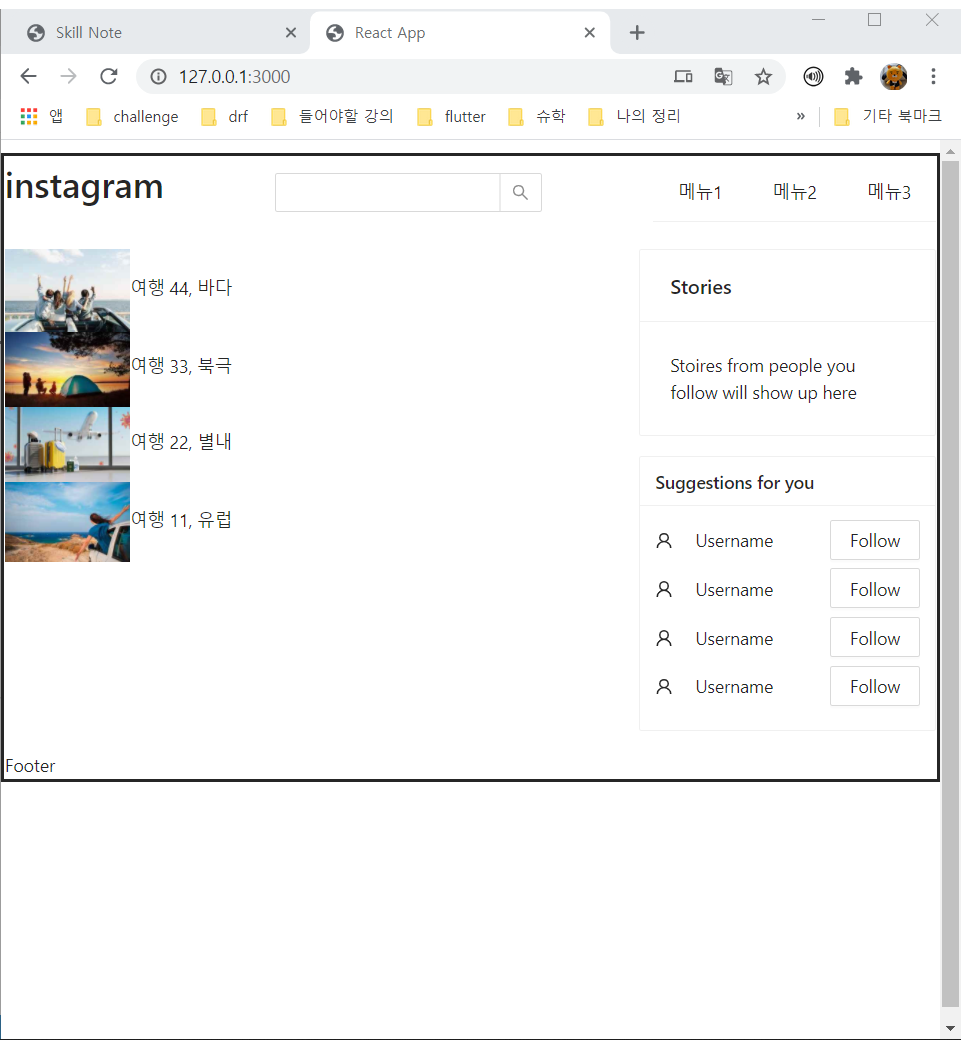 Skill Note
React App
127.0.0.1:3000
앱 challenge drf 들어야할 강의 flutter 슈학 나의 정리 » 기타 북마크
instagram 메뉴1 메뉴2 메뉴3
여행 44, 바다
여행 33, 북극
여행 22, 별내
여행 11, 유럽
Stories
Stoires from people you
follow will show up here
Suggestions for you
Username Follow
Username Follow
Username Follow
Username Follow
Footer